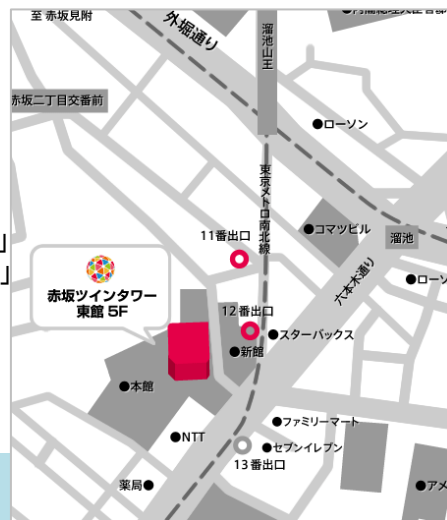 至 赤坂見附
外堀通り
溜池山王
赤坂二丁目交番前
●ローソン
東京メトロ南北線
」
11番出口
●コマツビル
溜池
」
六本木通り
●ローソ
赤坂ツインタワー
東館 5F
12番出口
●スターバックス
●新館
●本館
●ファミリーマート
●NTT
●セブンイレブン
13番出口
薬局●
●アメ